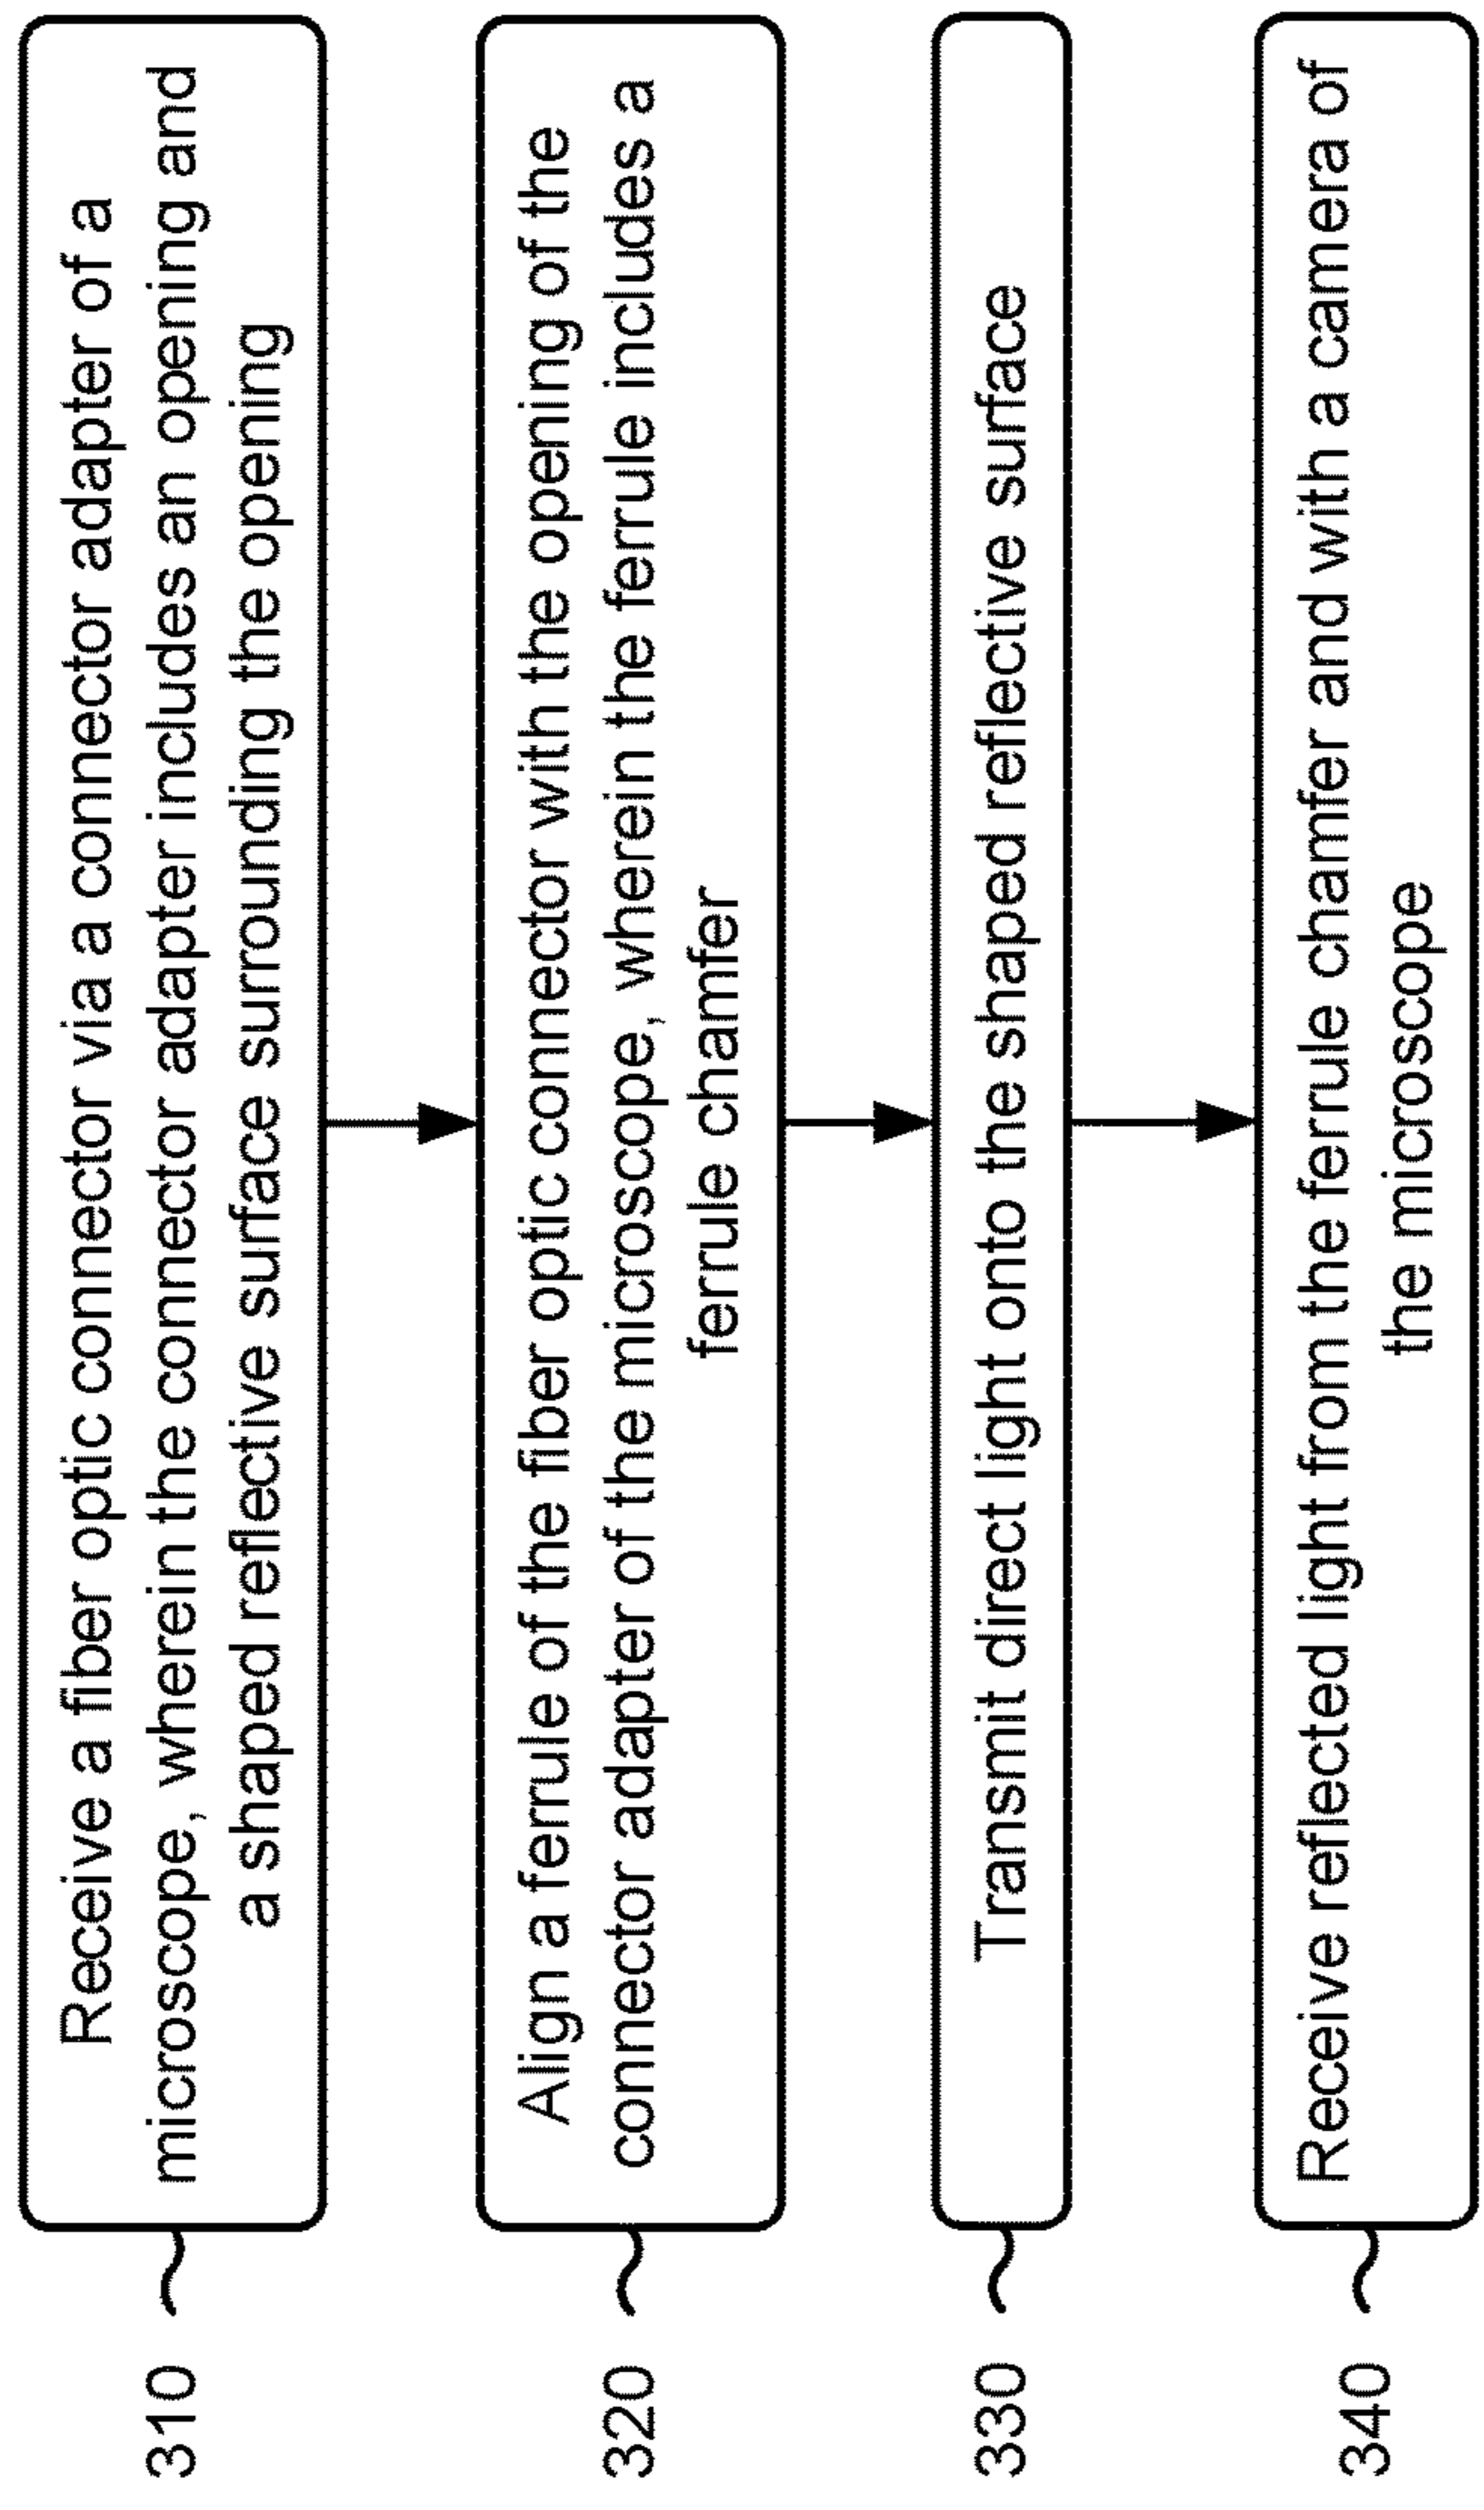 310
Receive a fiber optic connector via a connector adapter of a
microscope, wherein the connector adapter includes an opening and
a shaped reflective surface surrounding the opening
320
Align a ferrule of the fiber optic connector with the opening of the
connector adapter of the microscope, wherein the ferrule includes a
ferrule chamfer
330
Transmit direct light onto the shaped reflective surface
340
Receive reflected light from the ferrule chamfer and with a camera of
the microscope